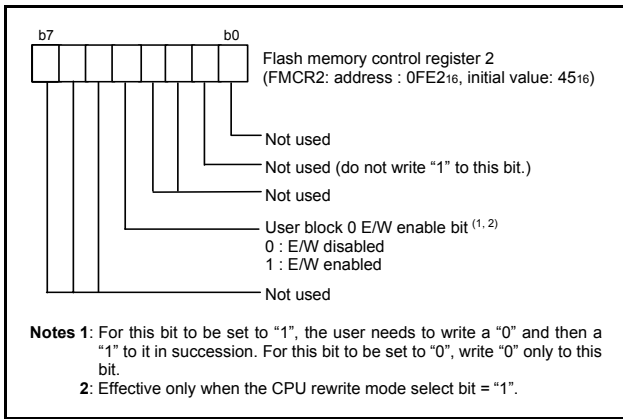 b7 b0
Flash memory control register 2
(FMCR2: address : 0FE216, initial value: 4516)
Not used
Not used (do not write “1” to this bit.)
Not used
User block 0 E/W enable bit (1, 2)
0 : E/W disabled
1 : E/W enabled
Not used
Notes 1: For this bit to be set to “1”, the user needs to write a “0” and then a
“1” to it in succession. For this bit to be set to “0”, write “0” only to this
bit.
2: Effective only when the CPU rewrite mode select bit = “1”.